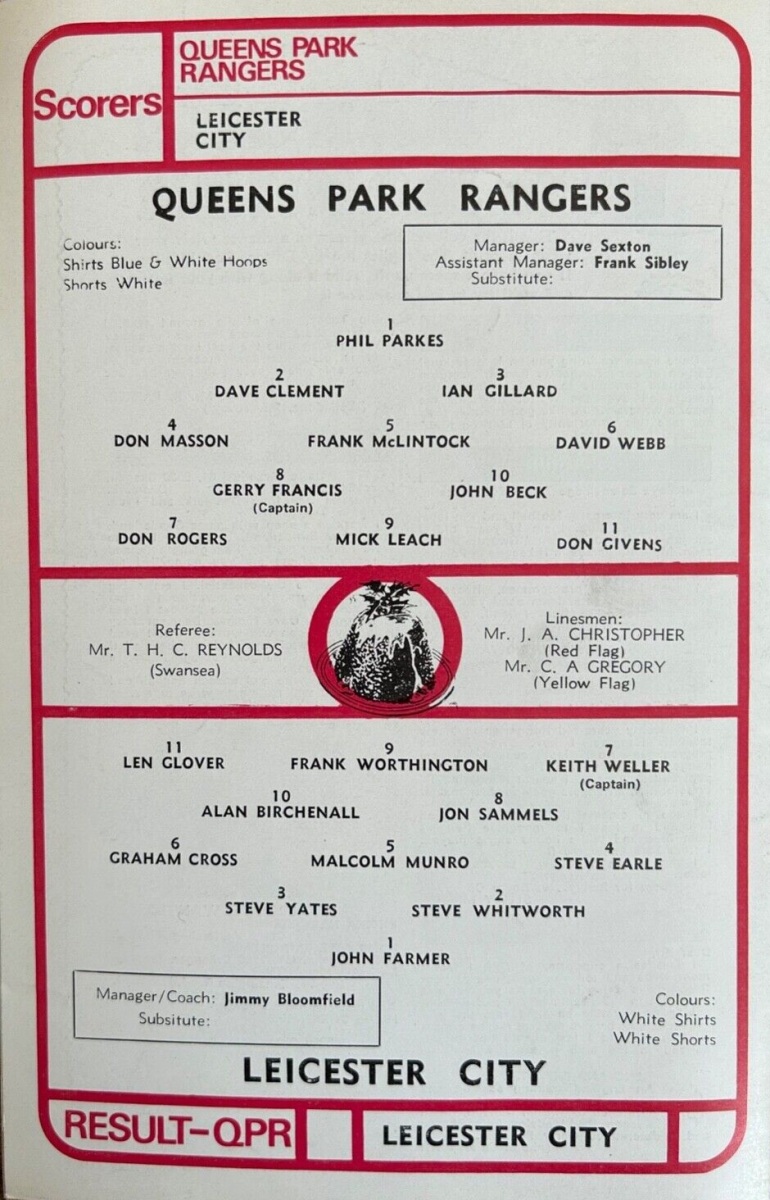 Scorers
QUEENS PARK
RANGERS
LEICESTER
CITY
QUEENS PARK RANGERS
Colours:
Shirts Blue & White Hoops
Shorts White
Manager: Dave Sexton
Assistant Manager: Frank Sibley
Substitute:
1
PHIL PARKES
2 3
DAVE CLEMENT IAN GILLARD
4 5 6
DON MASSON FRANK McLINTOCK DAVID WEBB
8 10
GERRY FRANCIS JOHN BECK
(Captain)
7 9 11
DON ROGERS MICK LEACH DON GIVENS
Referee:
Mr. T. H. C. REYNOLDS
(Swansea)
Linesmen:
Mr. J. A. CHRISTOPHER
(Red Flag)
Mr. C. A GREGORY
(Yellow Flag)
11 9 7
LEN GLOVER FRANK WORTHINGTON KEITH WELLER
(Captain)
10 8
ALAN BIRCHENALL JON SAMMELS
6 5 4
GRAHAM CROSS MALCOLM MUNRO STEVE EARLE
3 2
STEVE YATES STEVE WHITWORTH
1
JOHN FARMER
Manager/Coach: Jimmy Bloomfield
Subsitute:
Colours:
White Shirts
White Shorts
LEICESTER CITY
RESULT-QPR LEICESTER CITY